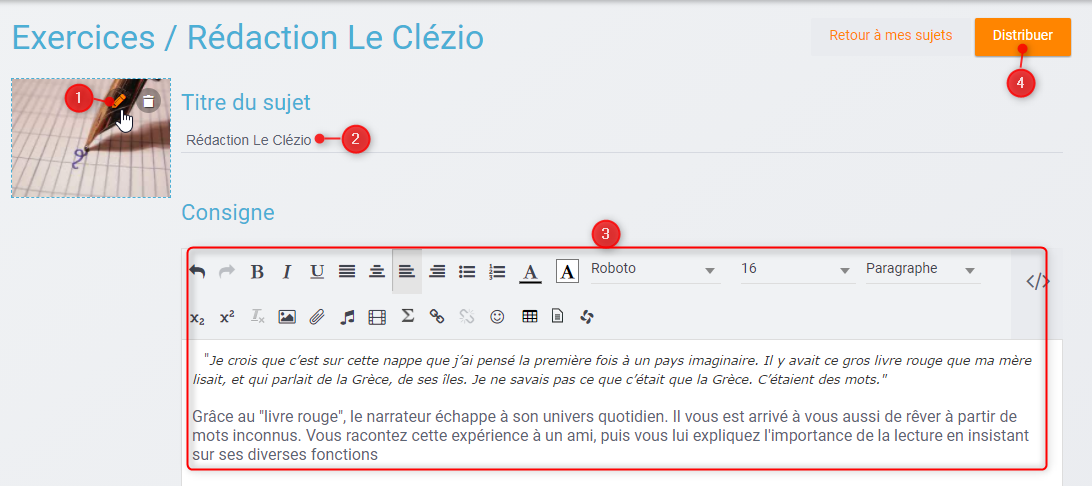 Exercices / Rédaction Le Clézio
Retour à mes sujets
Distribuer
1
4
Titre du sujet
Rédaction Le Clézio
2
Consigne
3
B I U A A Roboto 16 Paragraphe </>
x₂ x² Tx Σ
"Je crois que c’est sur cette nappe que j’ai pensé la première fois à un pays imaginaire. Il y avait ce gros livre rouge que ma mère
lisait, et qui parlait de la Grèce, de ses îles. Je ne savais pas ce que c’était que la Grèce. C’étaient des mots."
Grâce au "livre rouge", le narrateur échappe à son univers quotidien. Il vous est arrivé à vous aussi de rêver à partir de
mots inconnus. Vous racontez cette expérience à un ami, puis vous lui expliquez l'importance de la lecture en insistant
sur ses diverses fonctions